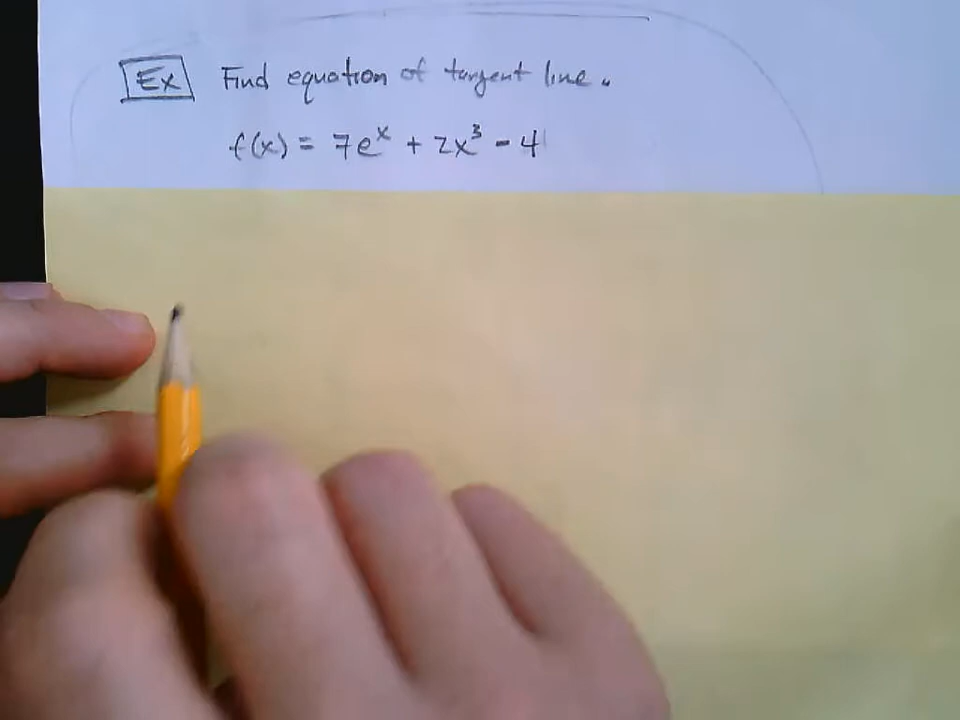 Ex Find equation of tangent line.
f(x) = 7e^x + 2x^3 - 4